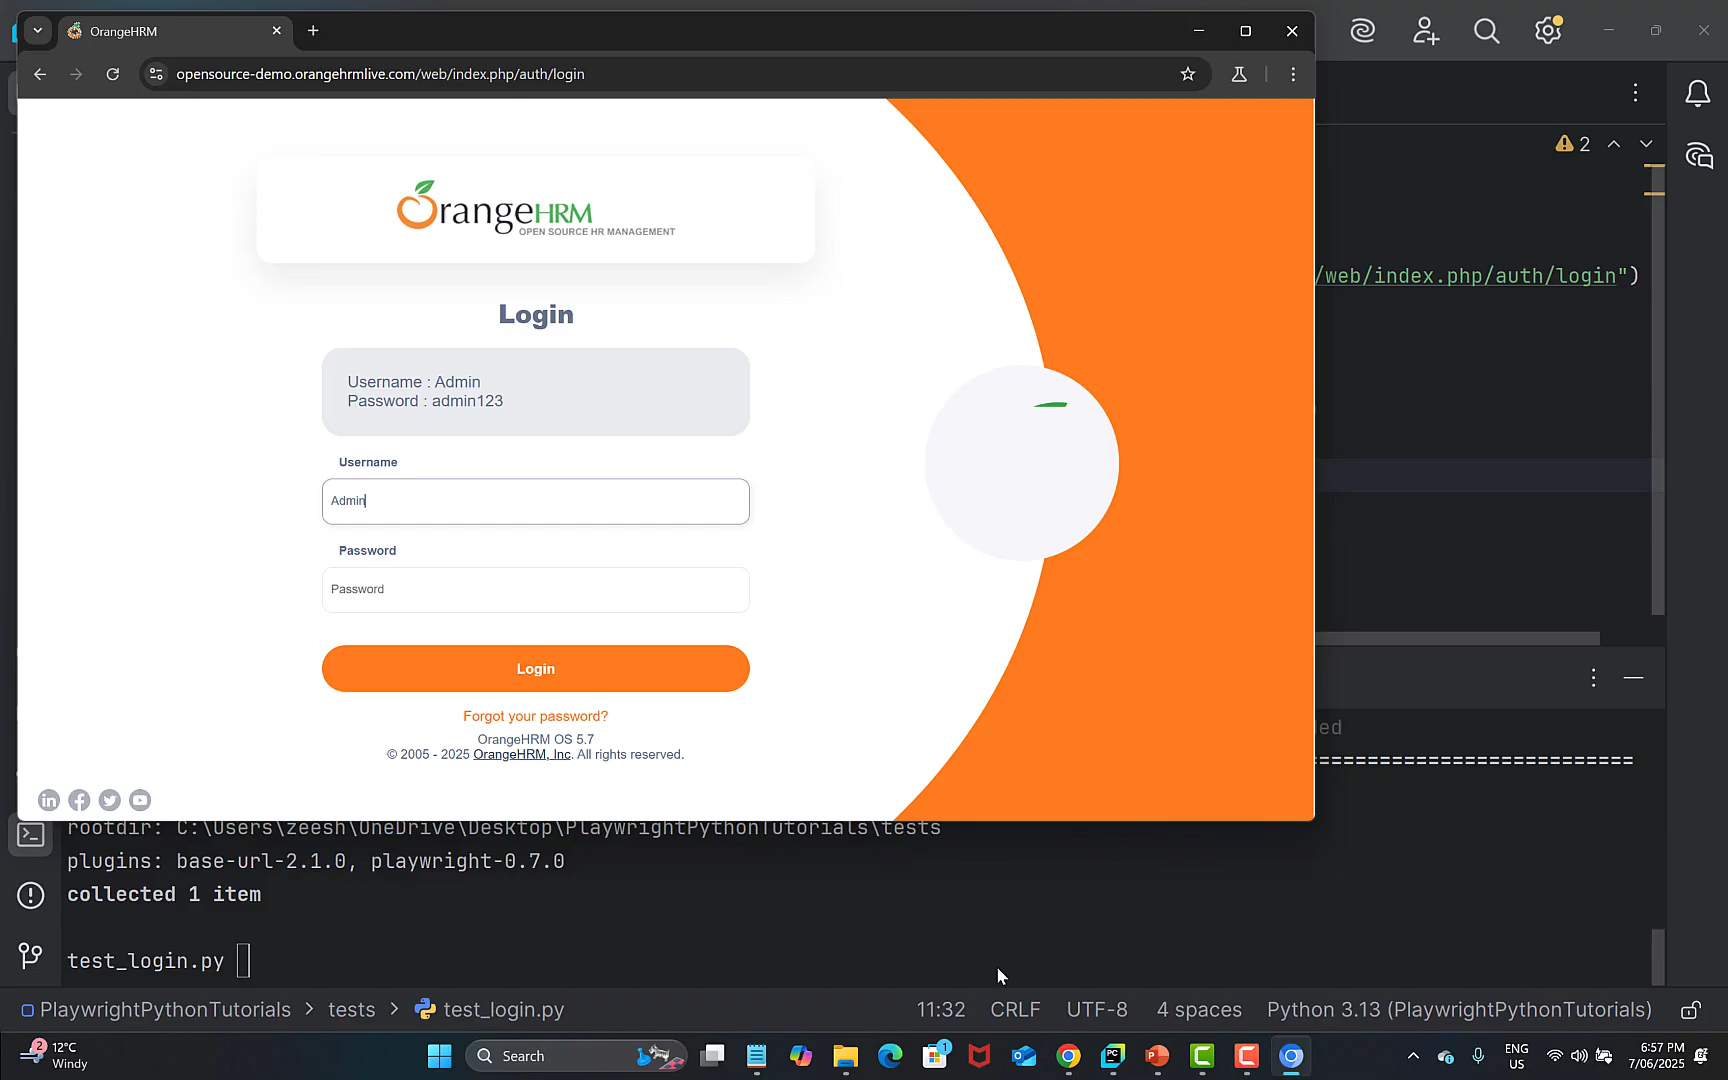 OrangeHRM
opensource-demo.orangehrmlive.com/web/index.php/auth/login
2
OrangeHRM
OPEN SOURCE HR MANAGEMENT
/web/index.php/auth/login")
Login
Username : Admin
Password : admin123
Username
Admin
Password
Password
Login
Forgot your password?
OrangeHRM OS 5.7
© 2005 - 2025 OrangeHRM, Inc. All rights reserved.
ed
==========================
rootdir: C:\Users\zeesh\OneDrive\Desktop\PlaywrightPythonTutorials\tests
plugins: base-url-2.1.0, playwright-0.7.0
collected 1 item
test_login.py
PlaywrightPythonTutorials > tests > test_login.py
11:32 CRLF UTF-8 4 spaces Python 3.13 (PlaywrightPythonTutorials)
2
12°C
Windy
Search
1
PC
ENG
US
6:57 PM
7/06/2025